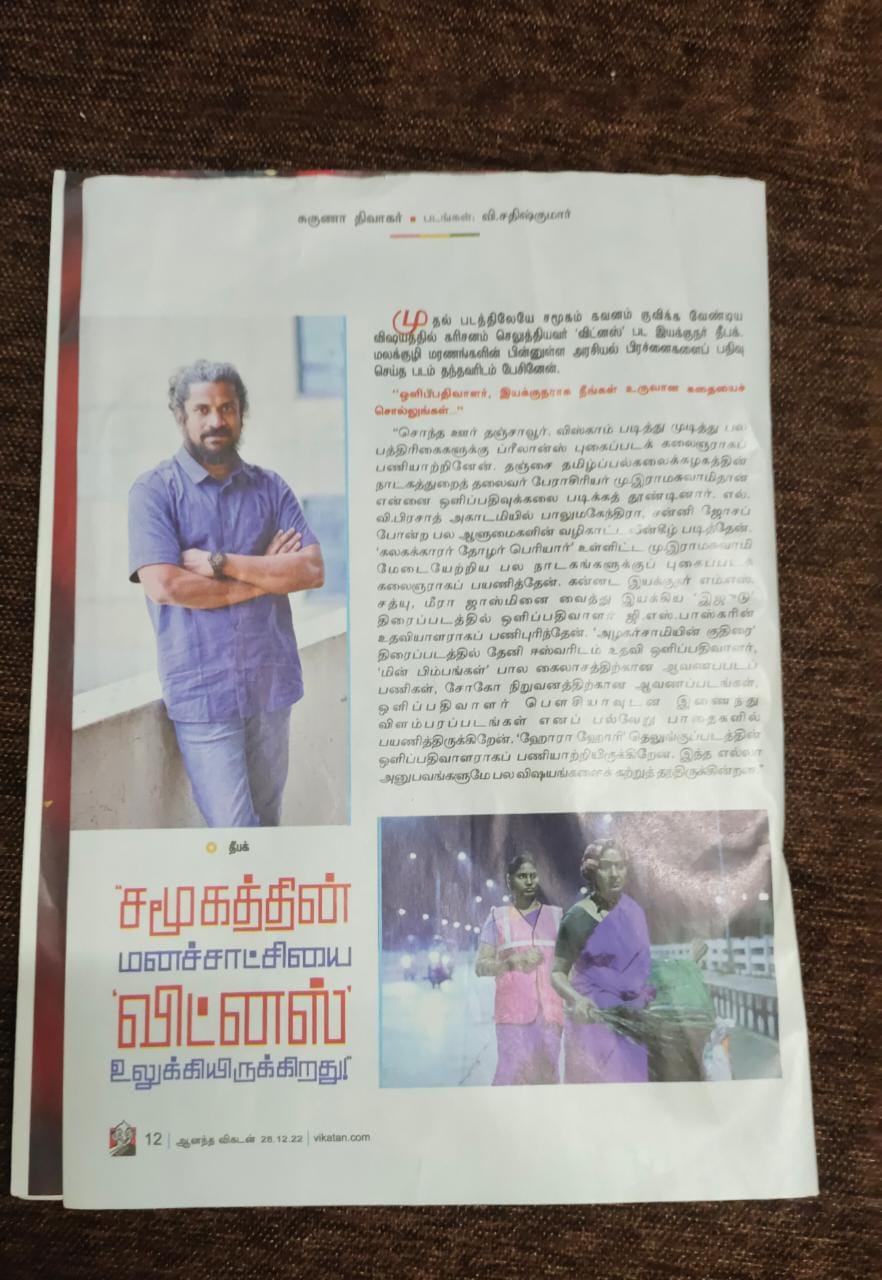 சுகுணா திவாகர் ■ படங்கள்: வி.சதிஷ்குமார்
முதல் படத்திலேயே சமூகம் கவனம் குவிக்க வேண்டிய
விஷயத்தில் கரிசனம் செலுத்தியவர் ‘விட்னஸ்’ பட இயக்குநர் தீபக்.
மலக்குழி மரணங்களின் பின்னுள்ள அரசியல் பிரச்னைகளைப் பதிவு
செய்த படம் தந்தவரிடம் பேசினேன்.
‘‘ஒளிப்பதிவாளர், இயக்குநராக நீங்கள் உருவான கதையைச்
சொல்லுங்கள்...’’
“சொந்த ஊர் தஞ்சாவூர். விஸ்காம் படித்து முடித்து பல
பத்திரிகைகளுக்கு ப்ரீலான்ஸ் புகைப்படக் கலைஞராகப்
பணியாற்றினேன். தஞ்சை தமிழ்ப்பல்கலைக்கழகத்தின்
நாடகத்துறைத் தலைவர் பேராசிரியர் மு.இராமசுவாமிதான்
என்னை ஒளிப்பதிவுக்கலை படிக்கத் தூண்டினார். எல்.
வி.பிரசாத் அகாடமியில் பாலுமகேந்திரா, சன்னி ஜோசப்
போன்ற பல ஆளுமைகளின் வழிகாட்டலின்கீழ் படித்தேன்.
‘கலகக்காரர் தோழர் பெரியார்’ உள்ளிட்ட மு.இராமசுவாமி
மேடையேற்றிய பல நாடகங்களுக்குப் புகைப்படக்
கலைஞராகப் பயணித்தேன். கன்னட இயக்குநர் எம்.எஸ்.
சத்யு, மீரா ஜாஸ்மினை வைத்து இயக்கிய ‘இஜ்ஜோடு’
திரைப்படத்தில் ஒளிப்பதிவாளர் ஜி.எஸ்.பாஸ்கரின்
உதவியாளராகப் பணிபுரிந்தேன். ‘அழகர்சாமியின் குதிரை’
திரைப்படத்தில் தேனி ஈஸ்வரிடம் உதவி ஒளிப்பதிவாளர்,
‘மின் பிம்பங்கள்’ பால கைலாசத்திற்கான ஆவணப்படப்
பணிகள், சோகோ நிறுவனத்திற்கான ஆவணப்படங்கள்,
ஒளிப்பதிவாளர் பௌசியாவுடன் இணைந்து
விளம்பரப்படங்கள் எனப் பல்வேறு பாதைகளில்
பயணித்திருக்கிறேன். ‘ஹோரா ஹோரி’ தெலுங்குப்படத்தின்
ஒளிப்பதிவாளராகப் பணியாற்றியிருக்கிறேன். இந்த எல்லா
அனுபவங்களுமே பல விஷயங்களைக் கற்றுத் தந்திருக்கின்றன.”
தீபக்
“சமூகத்தின்
மனச்சாட்சியை
‘விட்னஸ்’
உலுக்கியிருக்கிறது!”
12 | ஆனந்த விகடன் 28.12.22 | vikatan.com